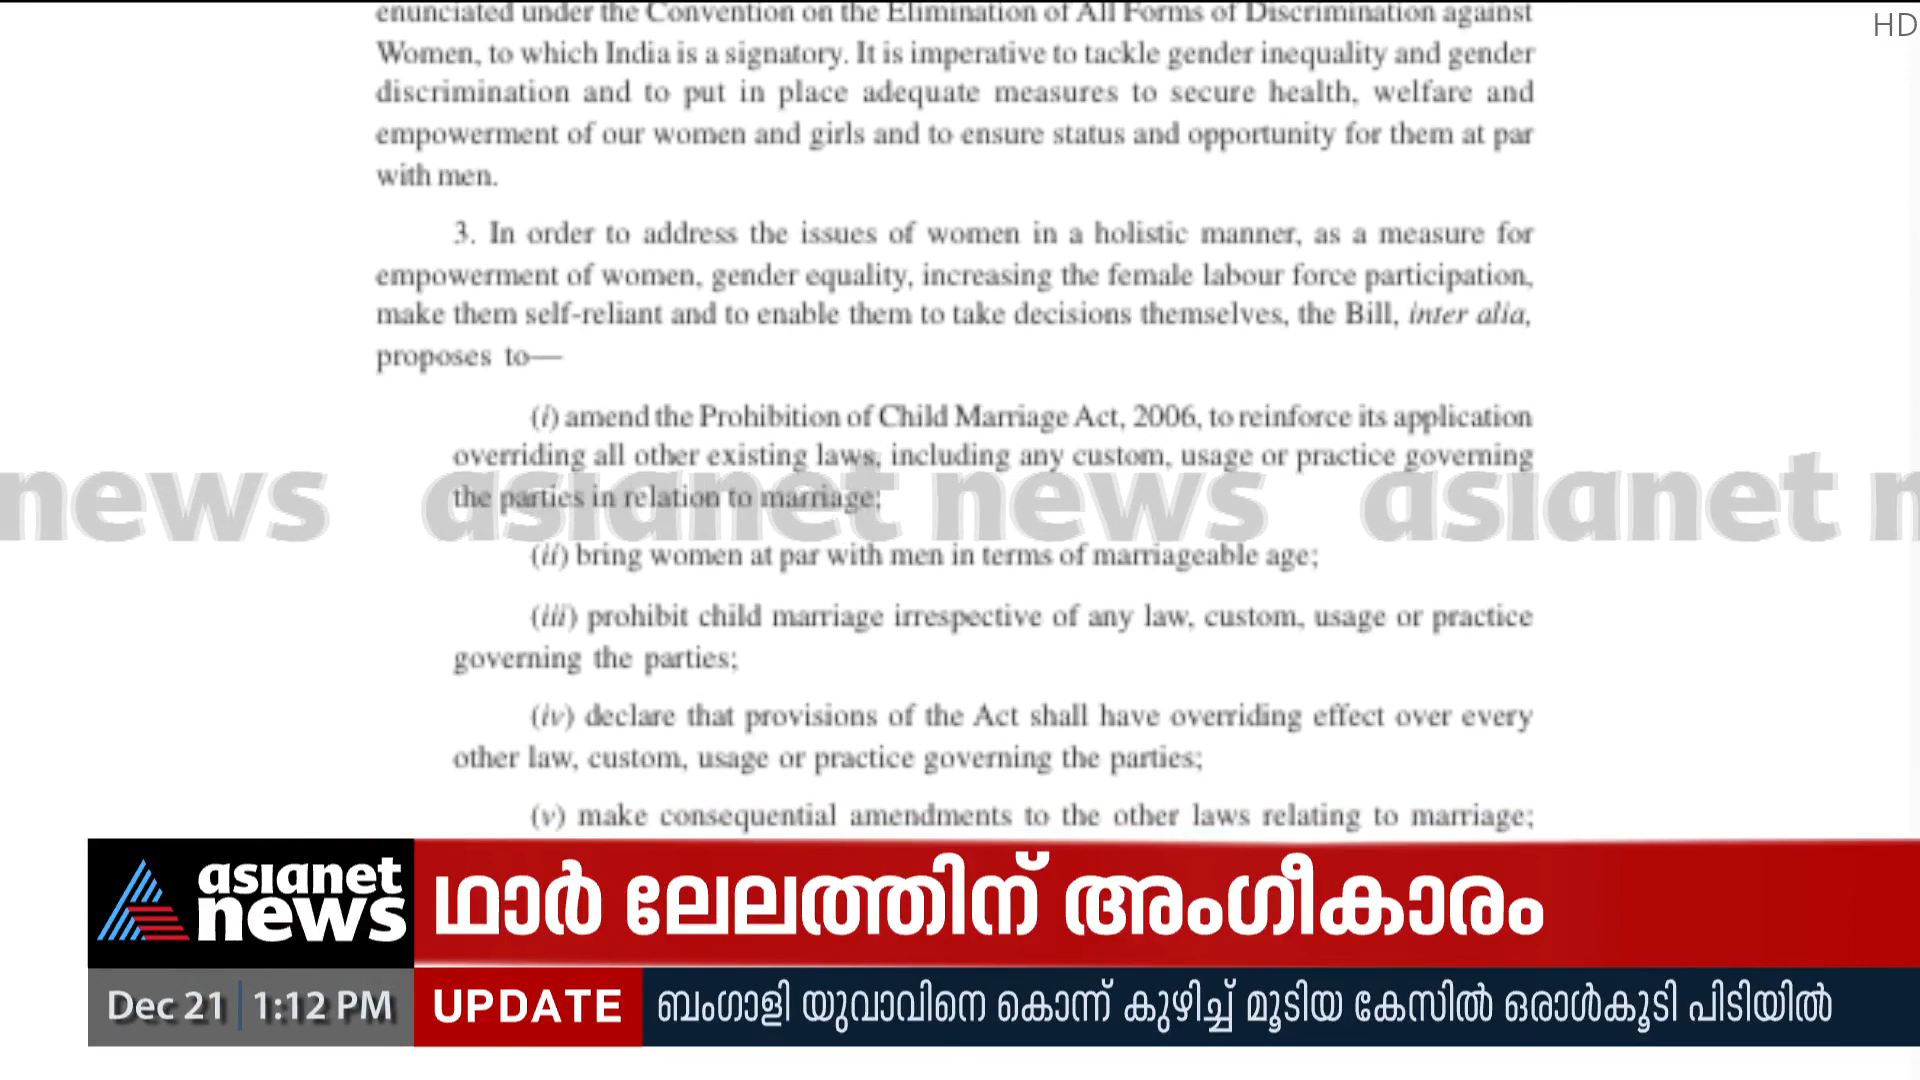 HD
enunciated under the Convention on the Elimination of All Forms of Discrimination against
Women, to which India is a signatory. It is imperative to tackle gender inequality and gender
discrimination and to put in place adequate measures to secure health, welfare and
empowerment of our women and girls and to ensure status and opportunity for them at par
with men.
3. In order to address the issues of women in a holistic manner, as a measure for
empowerment of women, gender equality, increasing the female labour force participation,
make them self-reliant and to enable them to take decisions themselves, the Bill, inter alia,
proposes to—
(i) amend the Prohibition of Child Marriage Act, 2006, to reinforce its application
overriding all other existing laws, including any custom, usage or practice governing
the parties in relation to marriage;
news asianet news asianet n
(ii) bring women at par with men in terms of marriageable age;
(iii) prohibit child marriage irrespective of any law, custom, usage or practice
governing the parties;
(iv) declare that provisions of the Act shall have overriding effect over every
other law, custom, usage or practice governing the parties;
(v) make consequential amendments to the other laws relating to marriage;
asianet
news
ഥാർ ലേലത്തിന് അംഗീകാരം
Dec 21 1:12 PM
UPDATE ബംഗാളി യുവാവിനെ കൊന്ന് കുഴിച്ച് മൂടിയ കേസിൽ ഒരാൾകൂടി പിടിയിൽ